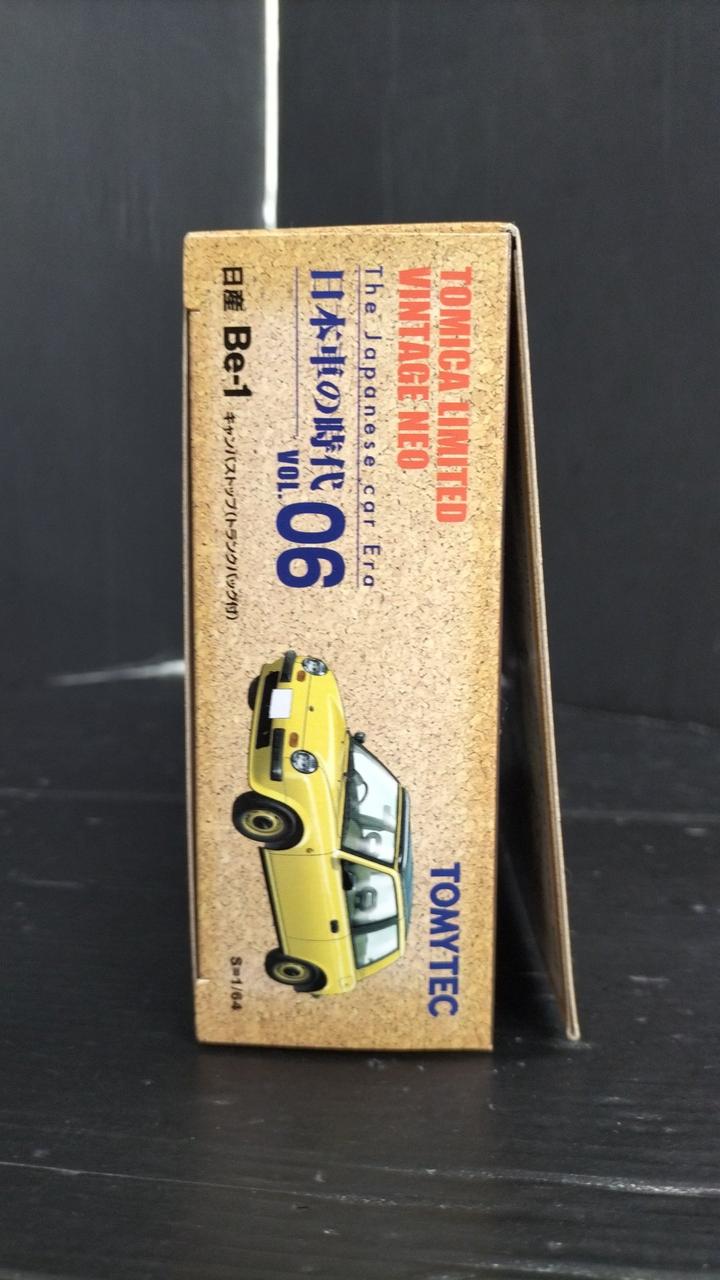 TOMICA LIMITED
VINTAGE NEO
The Japanese car Era
日本車の時代
VOL.06
日産 Be-1 キャンバストップ(トランクバッグ付)
TOMYTEC
S=1/64